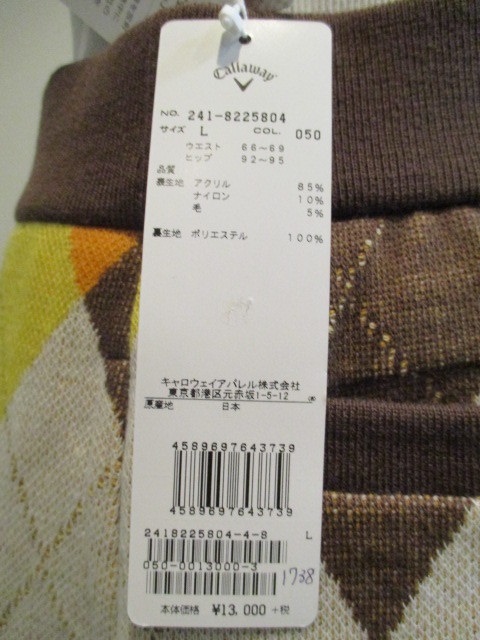 Callaway
NO. 241-8225804
サイズ L COL. 050
ウエスト 66～69
ヒップ 92～95
品質
表生地 アクリル 85%
ナイロン 10%
毛 5%
裏生地 ポリエステル 100%
キャロウェイアパレル株式会社
東京都港区元赤坂1-5-12
原産地 日本
4589697643739
4589697643739
2418225804-4-8 L
050-0013000-3
1738
本体価格 ¥13,000 +税